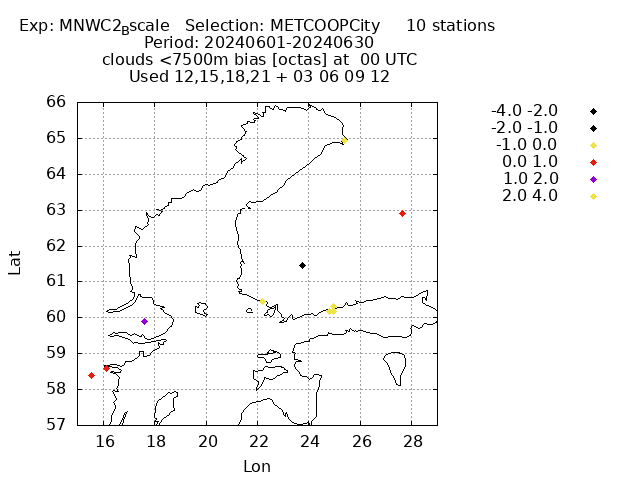 Exp: MNWC2Bscale   Selection: METCOOPCity     10 stations
Period: 20240601-20240630
clouds <7500m bias [octas] at  00 UTC
Used 12,15,18,21 + 03 06 09 12
-4.0 -2.0
-2.0 -1.0
-1.0 0.0
0.0 1.0
1.0 2.0
2.0 4.0
66
65
64
63
62
61
60
59
58
57
Lat
16 18 20 22 24 26 28
Lon